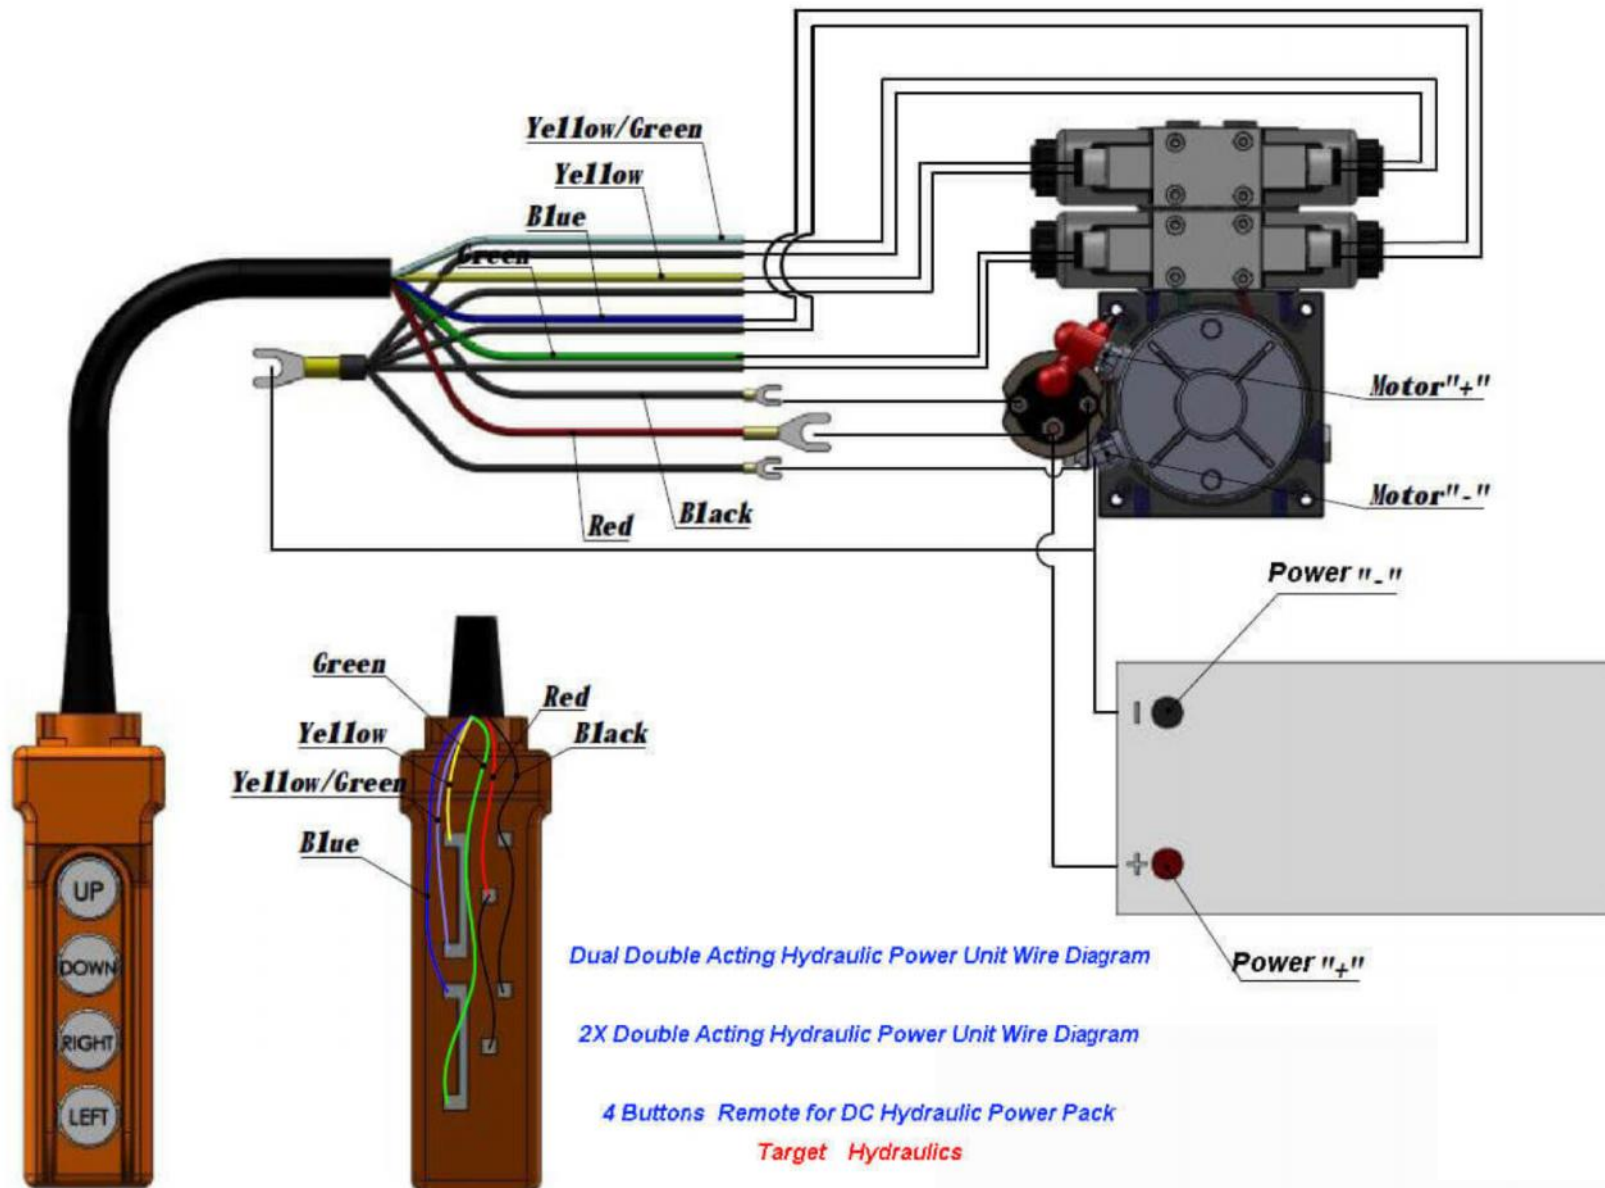 Yellow/Green
Yellow
Blue
Green
Motor"+"
Motor"-"
Black
Red
Power "-"
Green
Red
Yellow
Black
Yellow/Green
Blue
UP
DOWN
RIGHT
LEFT
−
+
Power "+"
Dual Double Acting Hydraulic Power Unit Wire Diagram
2X Double Acting Hydraulic Power Unit Wire Diagram
4 Buttons Remote for DC Hydraulic Power Pack
Target Hydraulics